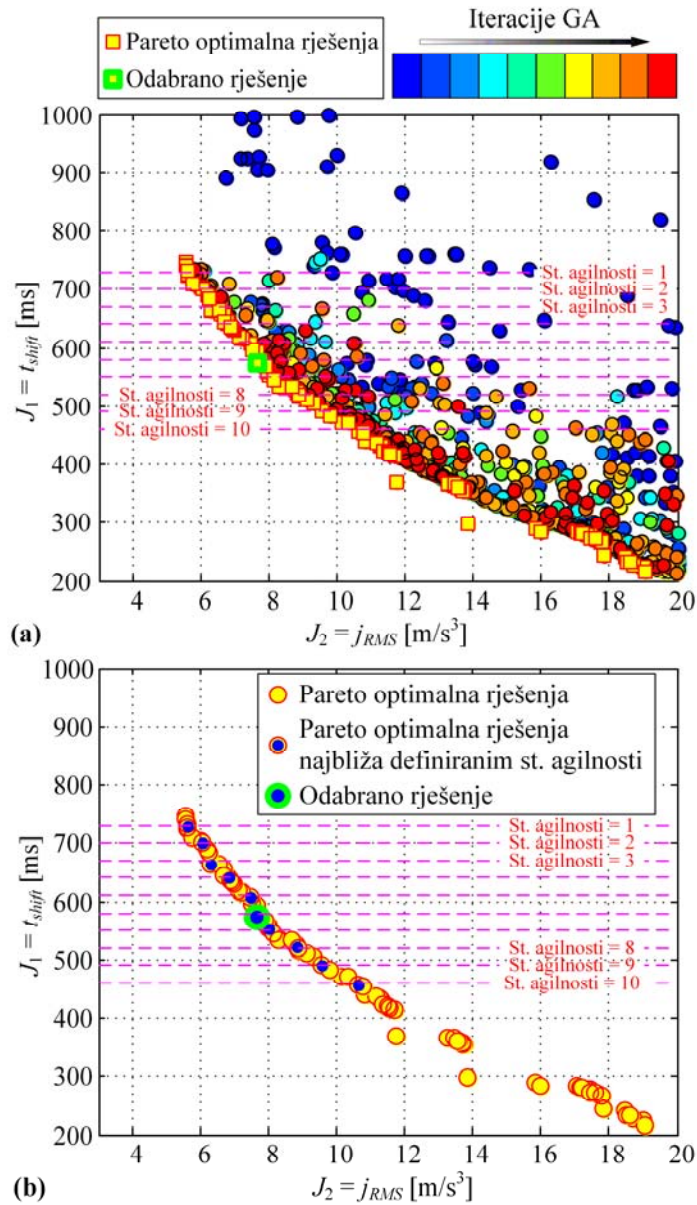 Iteracije GA
Pareto optimalna rješenja
Odabrano rješenje
1000
900
800
700
600
500
400
300
200
J1 = tshift [ms]
St. agilnosti = 1
St. agilnosti = 2
St. agilnosti = 3
St. agilnosti = 8
St. agilnosti = 9
St. agilnosti = 10
4 6 8 10 12 14 16 18 20
(a)
J2 = jRMS [m/s³]
1000
900
800
700
600
500
400
300
200
J1 = tshift [ms]
Pareto optimalna rješenja
Pareto optimalna rješenja
najbliža definiranim st. agilnosti
Odabrano rješenje
St. agilnosti = 1
St. agilnosti = 2
St. agilnosti = 3
St. agilnosti = 8
St. agilnosti = 9
St. agilnosti = 10
4 6 8 10 12 14 16 18 20
(b)
J2 = jRMS [m/s³]